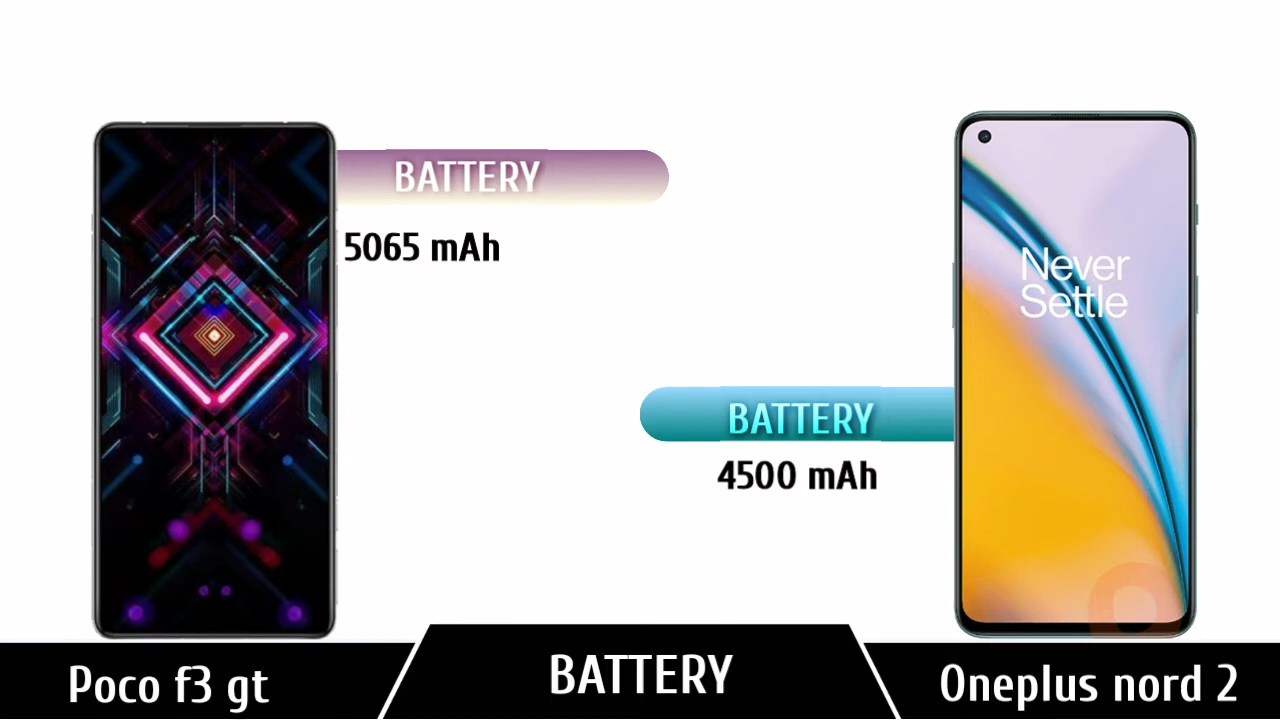 BATTERY
5065 mAh
Never
Settle
BATTERY
4500 mAh
Poco f3 gt
BATTERY
Oneplus nord 2